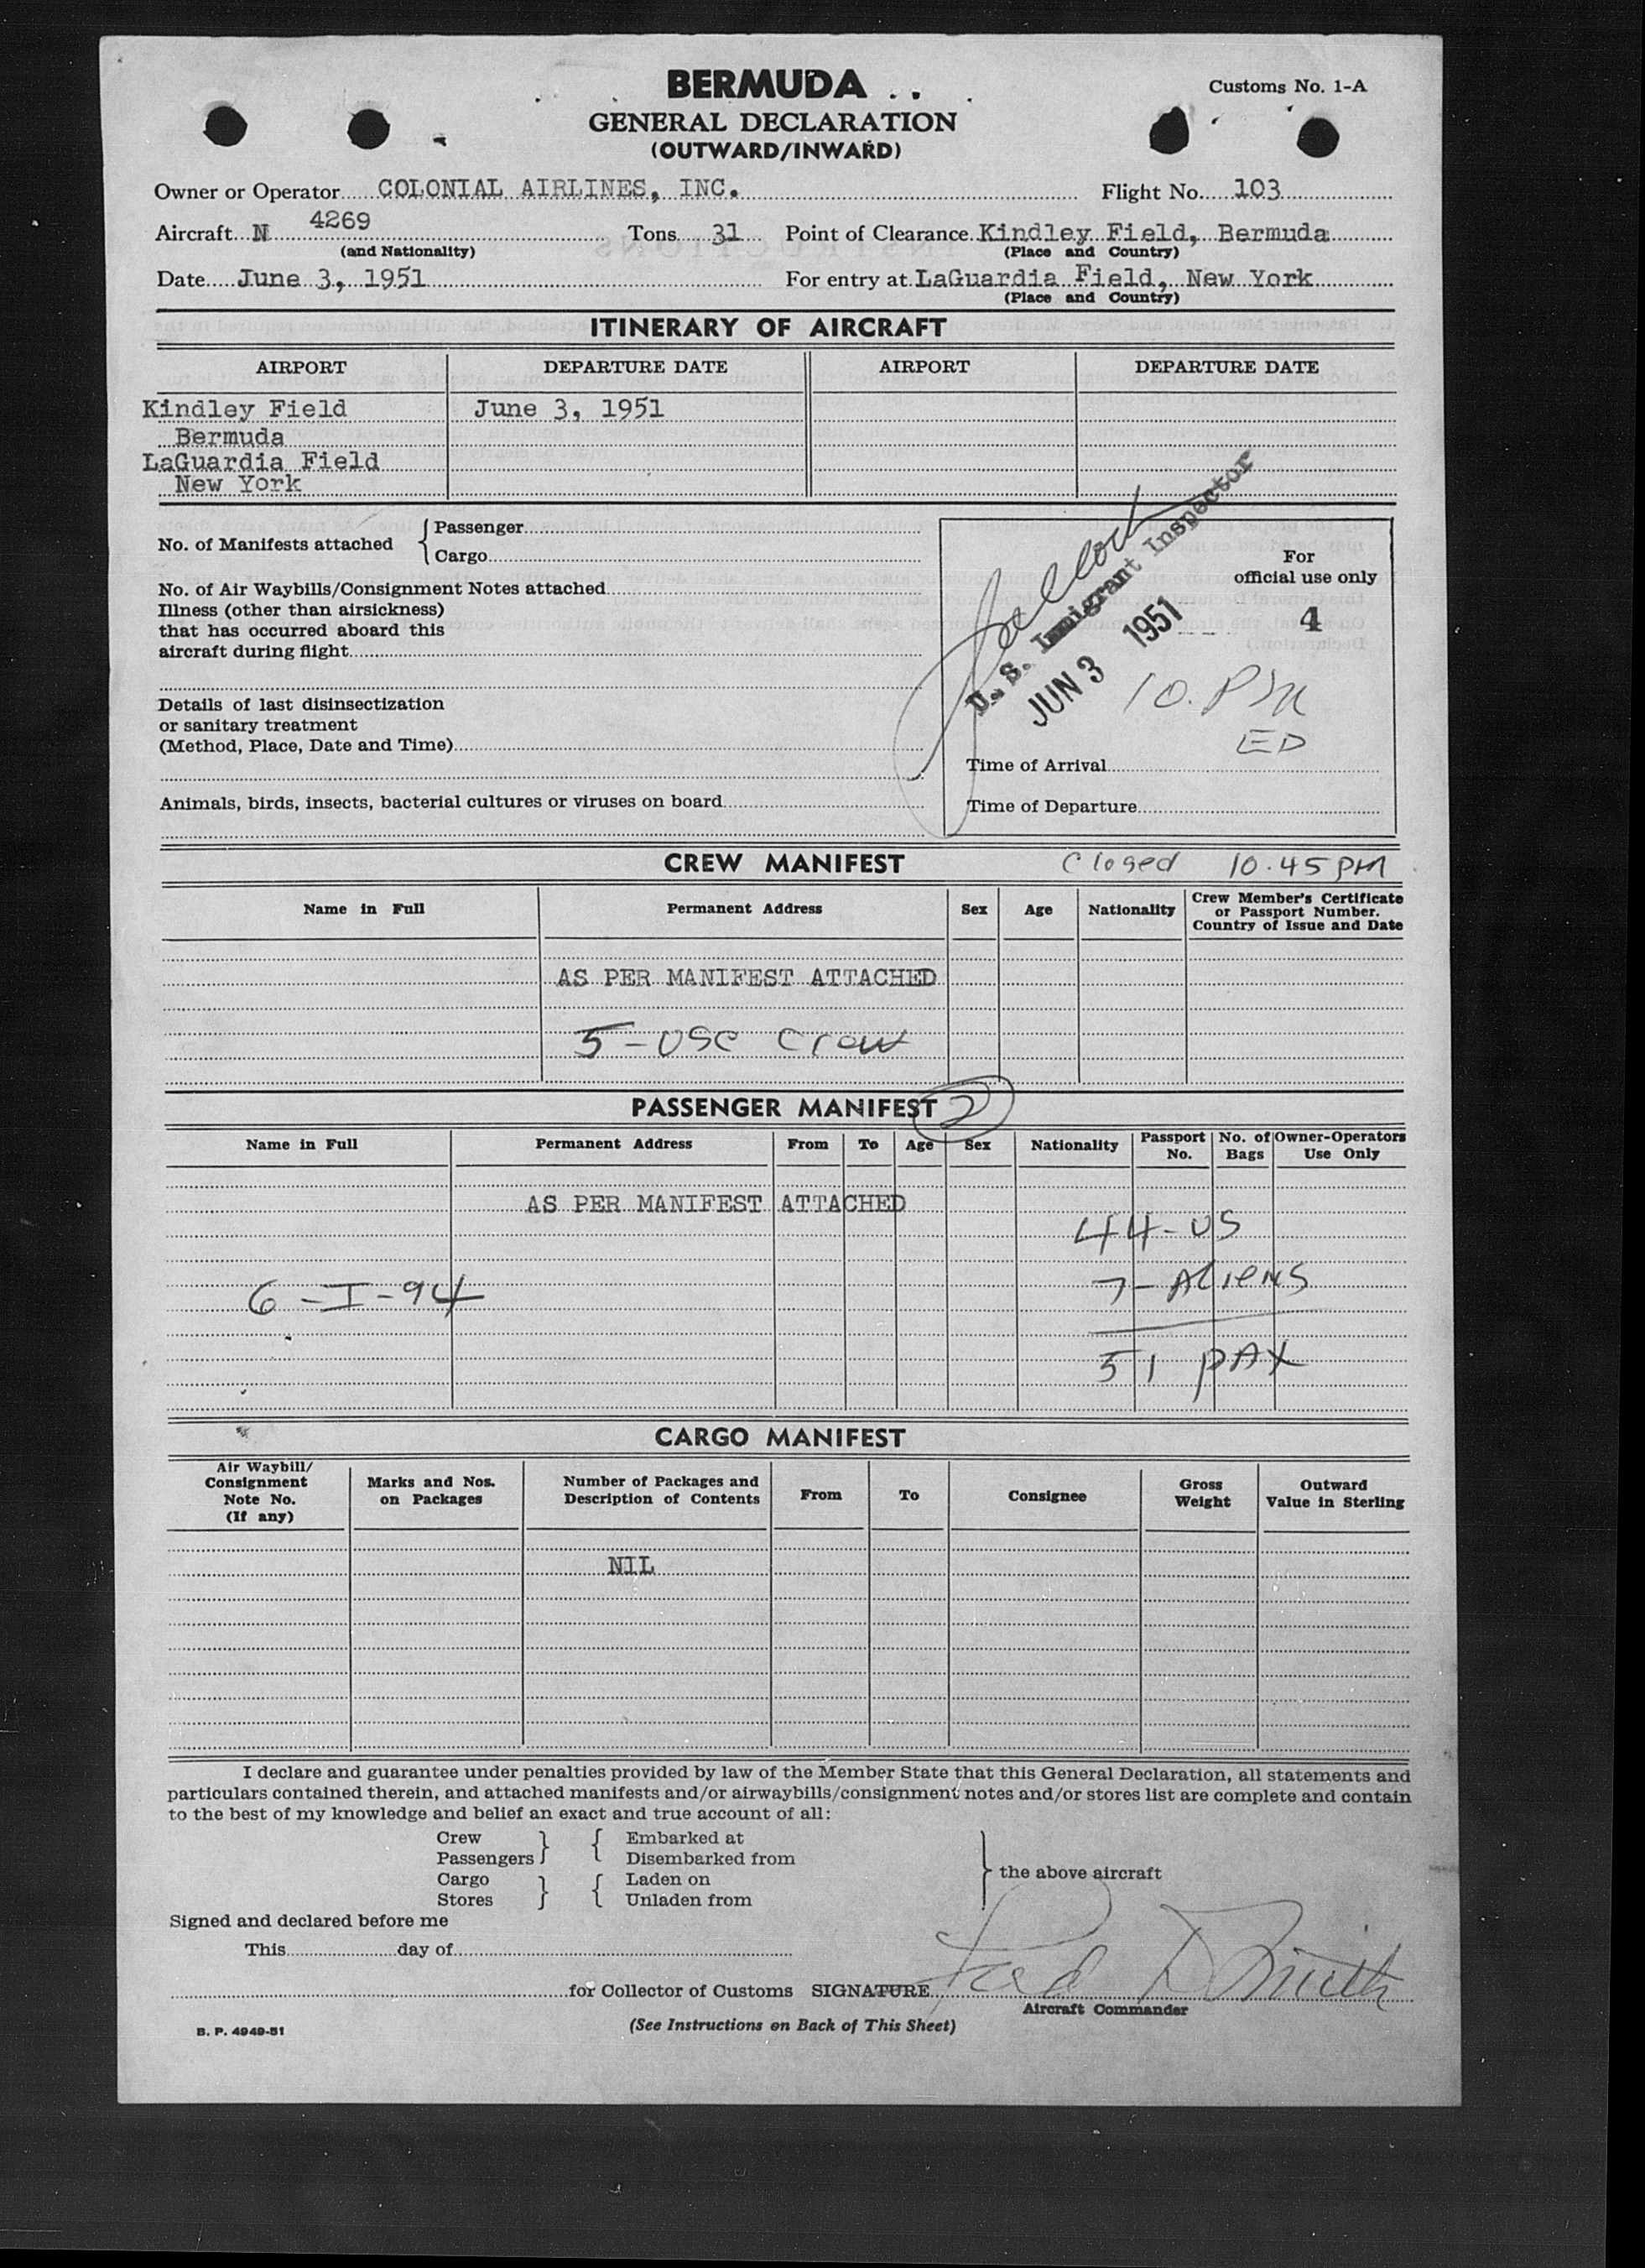 BERMUDA
Customs No. 1-A
GENERAL DECLARATION
(OUTWARD/INWARD)
Owner or Operator COLONIAL AIRLINES, INC. Flight No. 103
Aircraft N 4269 Tons 31 Point of Clearance Kindley Field, Bermuda
(and Nationality) (Place and Country)
Date June 3, 1951 For entry at LaGuardia Field, New York
(Place and Country)
ITINERARY OF AIRCRAFT
AIRPORT DEPARTURE DATE AIRPORT DEPARTURE DATE
Kindley Field June 3, 1951
Bermuda
LaGuardia Field
New York
No. of Manifests attached { Passenger
Cargo
No. of Air Waybills/Consignment Notes attached
Illness (other than airsickness)
that has occurred aboard this
aircraft during flight
Details of last disinsectization
or sanitary treatment
(Method, Place, Date and Time)
Animals, birds, insects, bacterial cultures or viruses on board
For
official use only
4
U. S. Immigrant Inspector
JUN 3 1951
10. PM
ED
Time of Arrival
Time of Departure
CREW MANIFEST Closed 10.45 PM
Name in Full Permanent Address Sex Age Nationality Crew Member's Certificate
or Passport Number.
Country of Issue and Date
AS PER MANIFEST ATTACHED
5 - USC Crew
PASSENGER MANIFEST 2
Name in Full Permanent Address From To Age Sex Nationality Passport No. No. of Bags Owner-Operators Use Only
AS PER MANIFEST ATTACHED
44 - US
7 - Aliens
6 - I - 94
51 PAX
CARGO MANIFEST
Air Waybill/
Consignment
Note No.
(If any)
Marks and Nos.
on Packages
Number of Packages and
Description of Contents
From To Consignee
Gross
Weight
Outward
Value in Sterling
NIL
I declare and guarantee under penalties provided by law of the Member State that this General Declaration, all statements and
particulars contained therein, and attached manifests and/or airwaybills/consignment notes and/or stores list are complete and contain
to the best of my knowledge and belief an exact and true account of all:
Crew } { Embarked at
Passengers Disembarked from
} the above aircraft
Cargo } { Laden on
Stores Unladen from
Signed and declared before me
This day of
for Collector of Customs SIGNATURE Fred D Smith
Aircraft Commander
(See Instructions on Back of This Sheet)
B. P. 4949-51